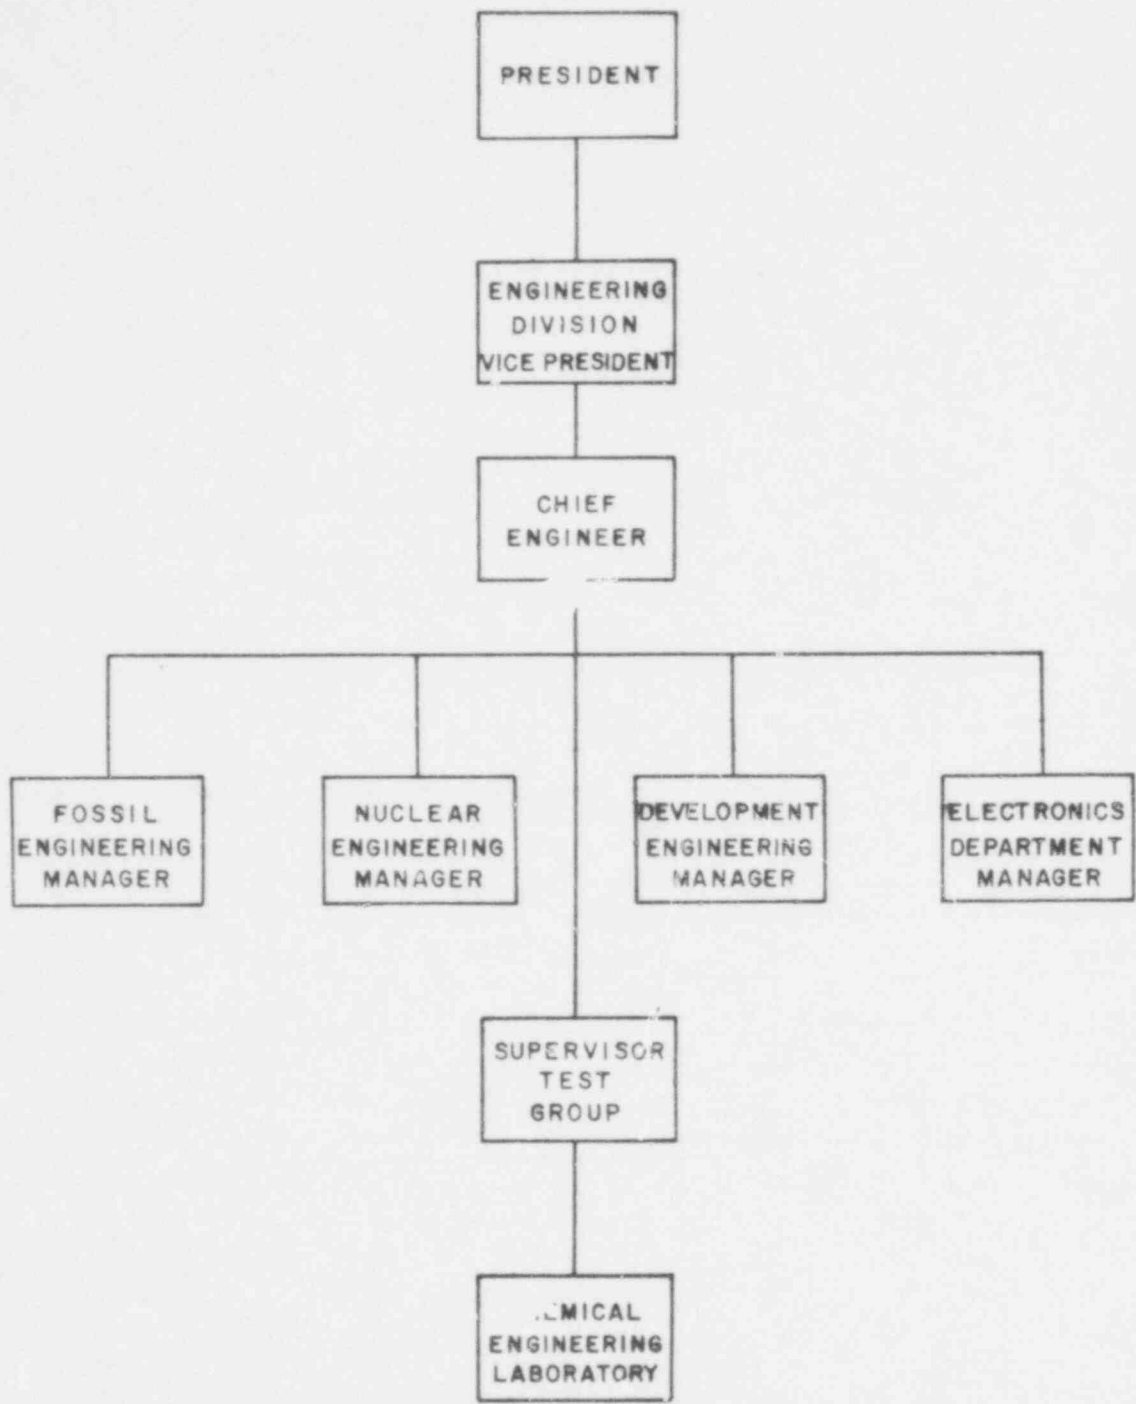 PRESIDENT
ENGINEERING
DIVISION
VICE PRESIDENT
CHIEF
ENGINEER
FOSSIL
ENGINEERING
MANAGER
NUCLEAR
ENGINEERING
MANAGER
DEVELOPMENT
ENGINEERING
MANAGER
ELECTRONICS
DEPARTMENT
MANAGER
SUPERVISOR
TEST
GROUP
ENGINEERING
LABORATORY